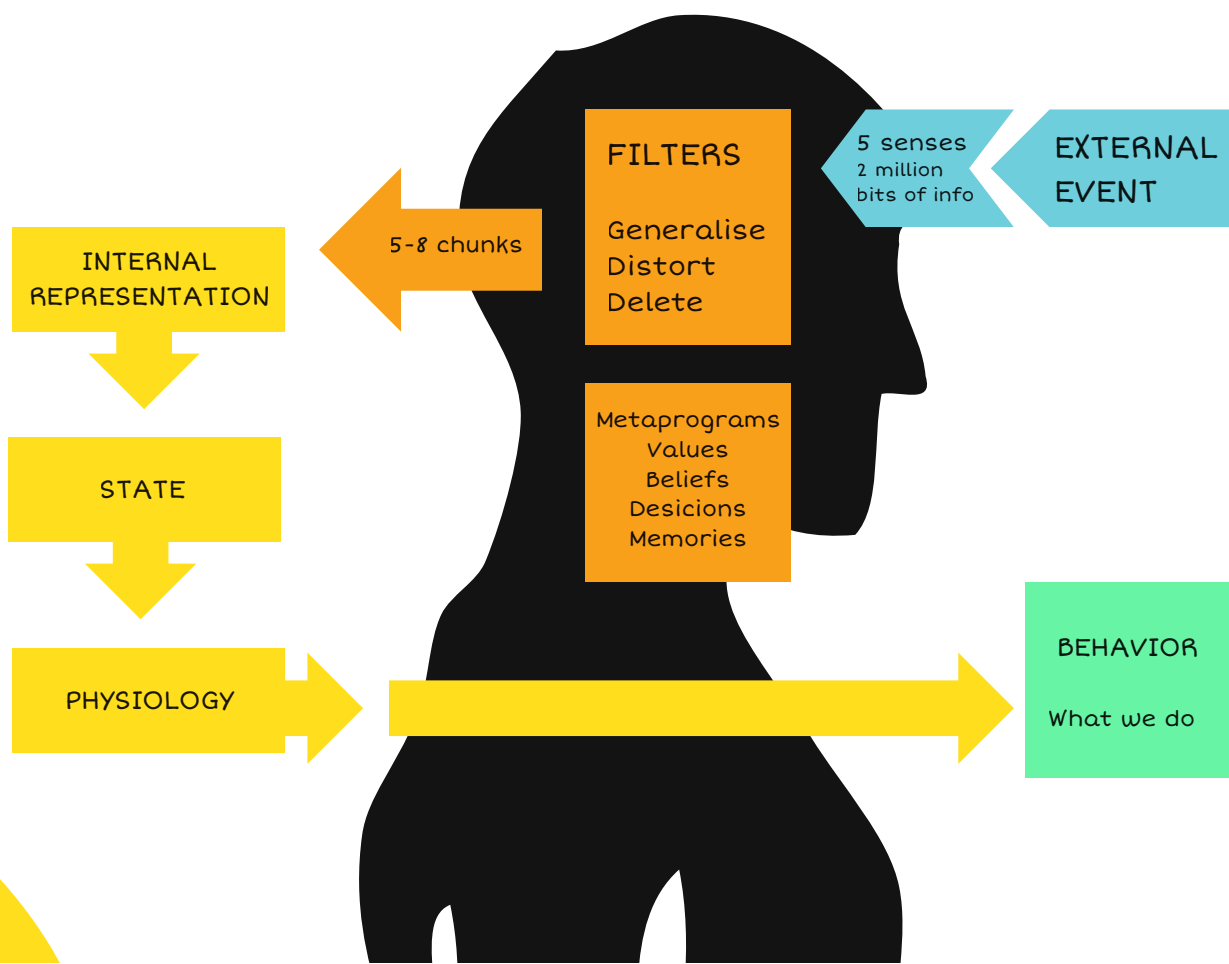 EXTERNAL
EVENT
5 senses
2 million
bits of info
FILTERS
Generalise
Distort
Delete
Metaprograms
Values
Beliefs
Desicions
Memories
5-8 chunks
INTERNAL
REPRESENTATION
STATE
PHYSIOLOGY
BEHAVIOR
What we do